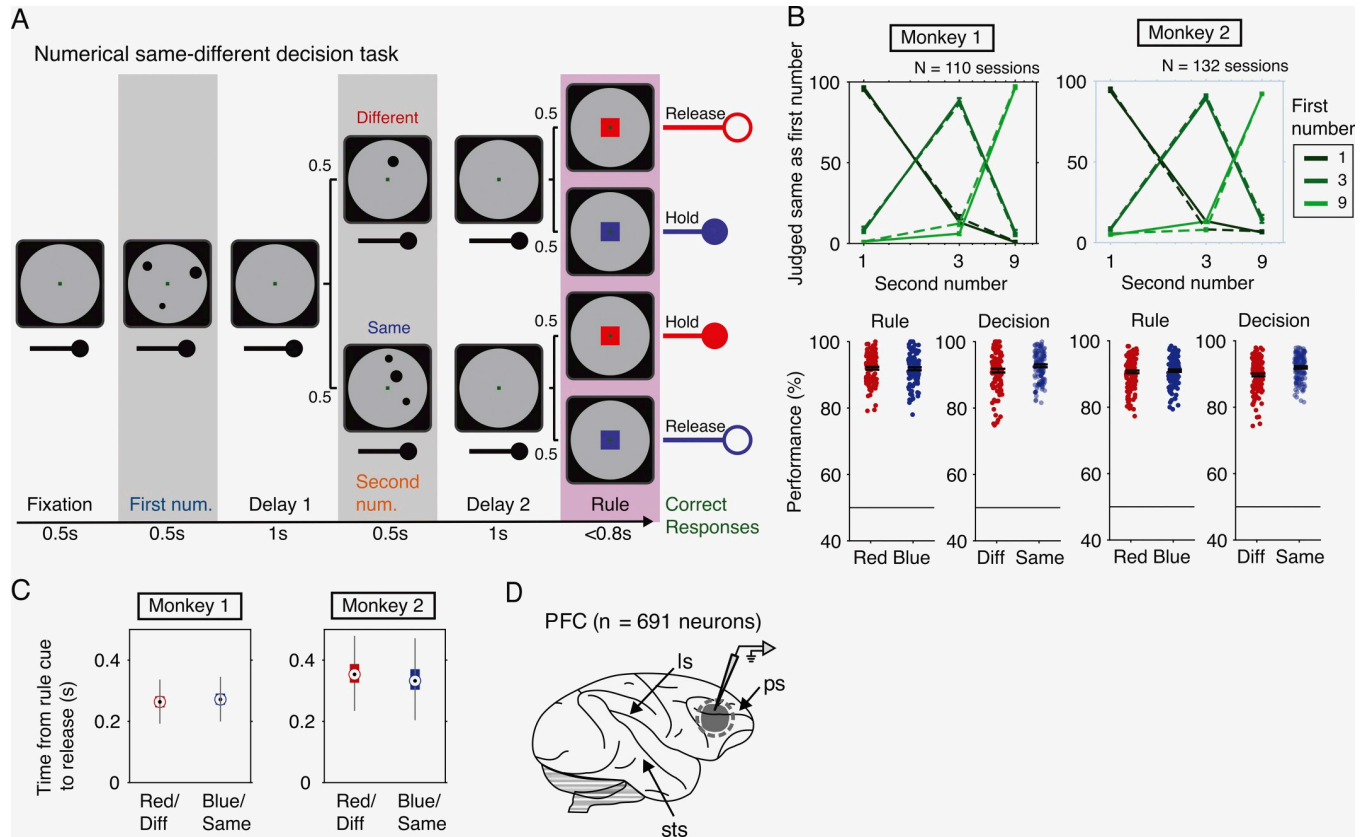 A
Numerical same-different decision task
Different
Same
0.5
0.5
0.5
0.5
0.5
0.5
Release
Hold
Hold
Release
Fixation
First num.
Delay 1
Second
num.
Delay 2
Rule
Correct
Responses
0.5s
0.5s
1s
0.5s
1s
<0.8s
B
Monkey 1
Monkey 2
N = 110 sessions
N = 132 sessions
Judged same as first number
100
50
0
1
3
9
Second number
100
50
0
1
3
9
Second number
First
number
1
3
9
Rule
Decision
Rule
Decision
Performance (%)
100
80
60
40
Red Blue
100
80
60
40
Diff Same
100
80
60
40
Red Blue
100
80
60
40
Diff Same
C
Monkey 1
Monkey 2
Time from rule cue
to release (s)
0.4
0.2
0
Red/
Diff
Blue/
Same
0.4
0.2
0
Red/
Diff
Blue/
Same
D
PFC (n = 691 neurons)
ls
ps
sts